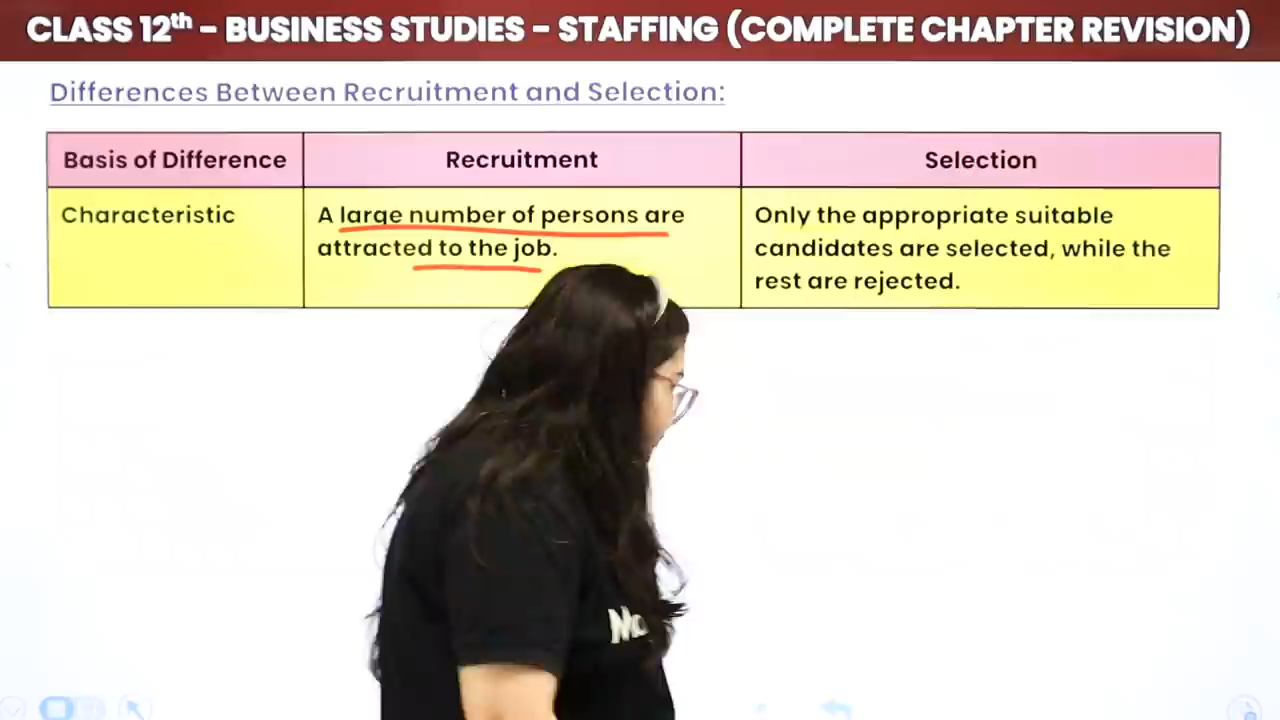 CLASS 12th - BUSINESS STUDIES - STAFFING (COMPLETE CHAPTER REVISION)
Differences Between Recruitment and Selection:
Basis of Difference
Recruitment
Selection
Characteristic
A large number of persons are
attracted to the job.
Only the appropriate suitable
candidates are selected, while the
rest are rejected.